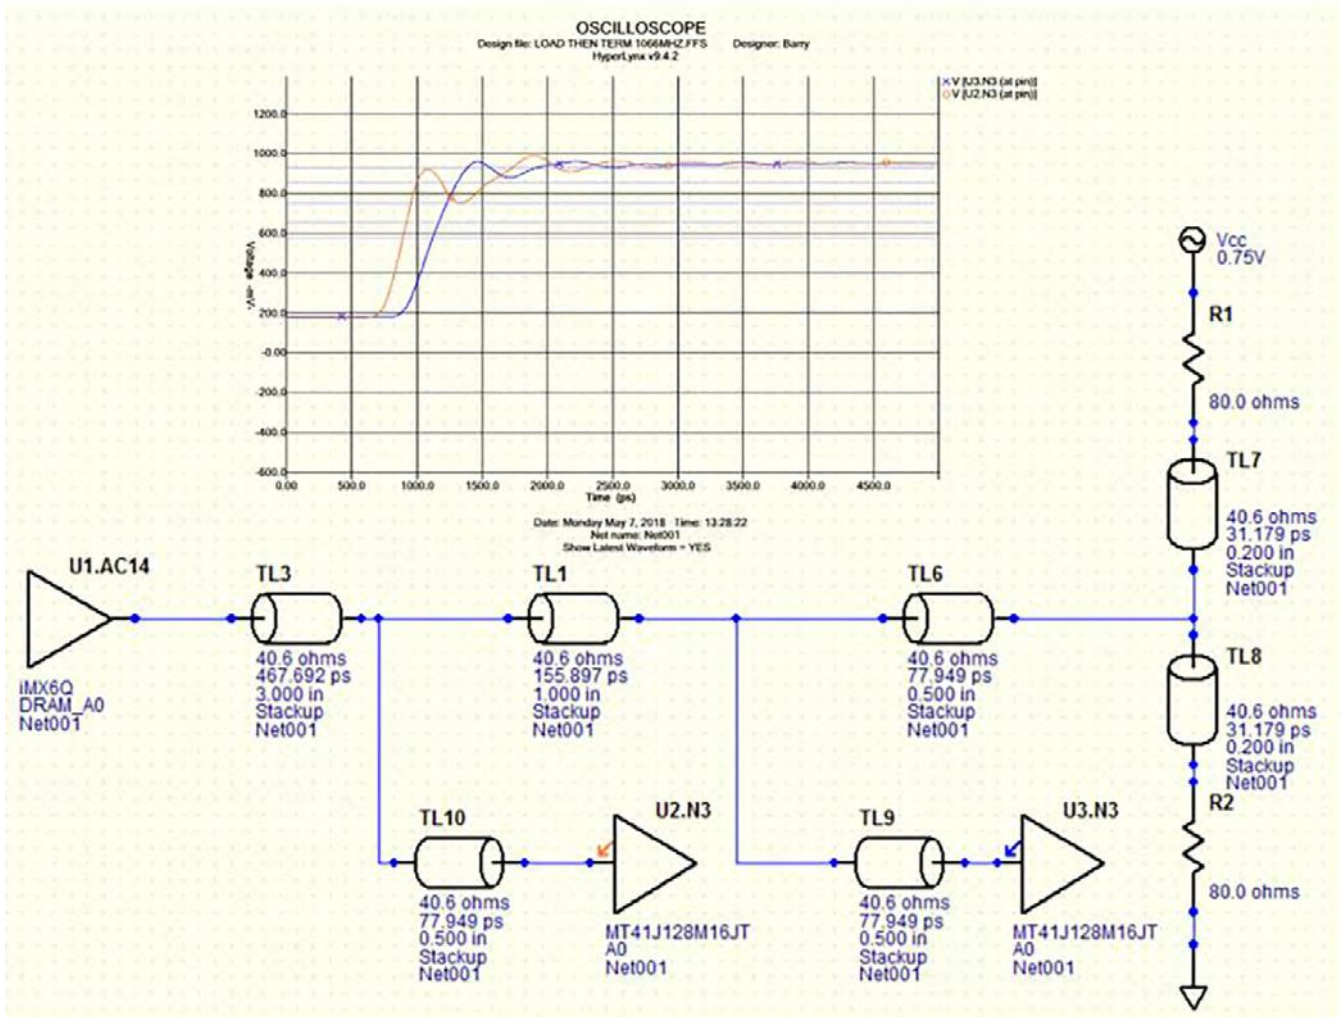 OSCILLOSCOPE
Design file: LOAD THEN TERM 1066MHZ.FFS Designer: Barry
HyperLynx v9.4.2
V [U3.N3 (at pin)]
V [U2.N3 (at pin)]
1200.0
1000.0
800.0
600.0
400.0
200.0
-0.00
-200.0
-400.0
-600.0
Voltage -mV-
0.00 500.0 1000.0 1500.0 2000.0 2500.0 3000.0 3500.0 4000.0 4500.0
Time (ps)
Date: Monday May 7, 2018 Time: 13:28:22
Net name: Net001
Show Latest Waveform = YES
Vcc
0.75V
R1
80.0 ohms
TL7
40.6 ohms
31.179 ps
0.200 in
Stackup
Net001
U1.AC14
iMX6Q
DRAM_A0
Net001
TL3
40.6 ohms
467.692 ps
3.000 in
Stackup
Net001
TL1
40.6 ohms
155.897 ps
1.000 in
Stackup
Net001
TL6
40.6 ohms
77.949 ps
0.500 in
Stackup
Net001
TL8
40.6 ohms
31.179 ps
0.200 in
Stackup
Net001
TL10
40.6 ohms
77.949 ps
0.500 in
Stackup
Net001
U2.N3
MT41J128M16JT
A0
Net001
TL9
40.6 ohms
77.949 ps
0.500 in
Stackup
Net001
U3.N3
MT41J128M16JT
A0
Net001
R2
80.0 ohms